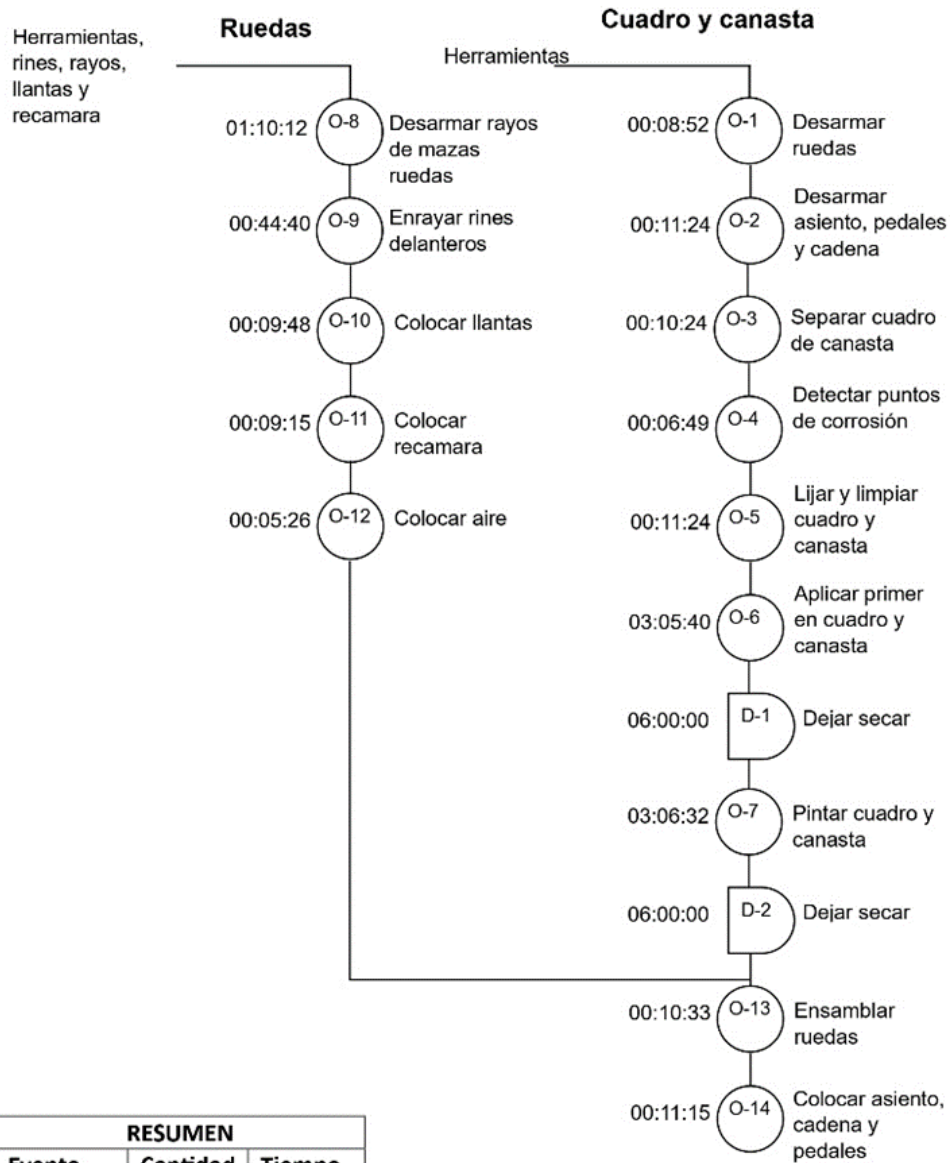 Ruedas
Herramientas,
rines, rayos,
llantas y
recamara
01:10:12
O-8
Desarmar rayos
de mazas
ruedas
00:44:40
O-9
Enrayar rines
delanteros
00:09:48
O-10
Colocar llantas
00:09:15
O-11
Colocar
recamara
00:05:26
O-12
Colocar aire
Cuadro y canasta
Herramientas
00:08:52
O-1
Desarmar
ruedas
00:11:24
O-2
Desarmar
asiento, pedales
y cadena
00:10:24
O-3
Separar cuadro
de canasta
00:06:49
O-4
Detectar puntos
de corrosión
00:11:24
O-5
Lijar y limpiar
cuadro y
canasta
03:05:40
O-6
Aplicar primer
en cuadro y
canasta
06:00:00
D-1
Dejar secar
03:06:32
O-7
Pintar cuadro y
canasta
06:00:00
D-2
Dejar secar
00:10:33
O-13
Ensamblar
ruedas
00:11:15
O-14
Colocar asiento,
cadena y
pedales
RESUMEN
Evento Cantidad Tiempo